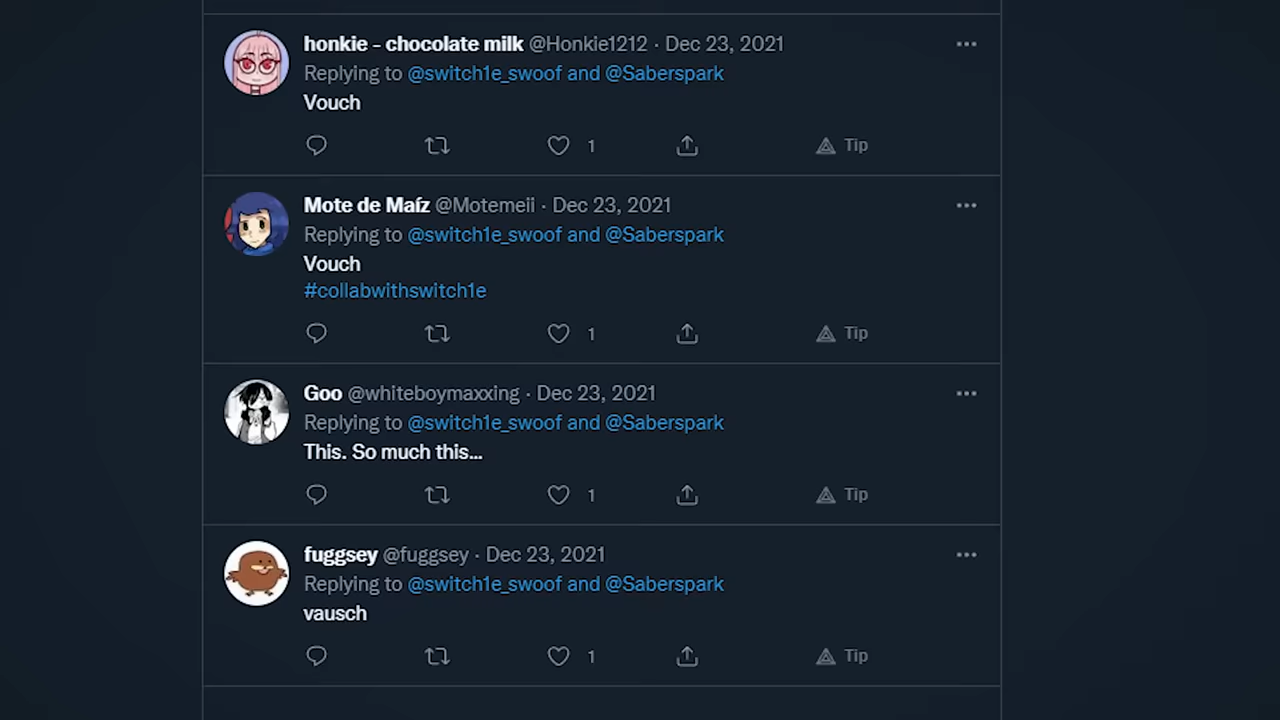 honkie - chocolate milk @Honkie1212 · Dec 23, 2021
Replying to @switch1e_swoof and @Saberspark
Vouch
1 Tip
Mote de Maíz @Motemeii · Dec 23, 2021
Replying to @switch1e_swoof and @Saberspark
Vouch
#collabwithswitch1e
1 Tip
Goo @whiteboymaxxing · Dec 23, 2021
Replying to @switch1e_swoof and @Saberspark
This. So much this...
1 Tip
fuggsey @fuggsey · Dec 23, 2021
Replying to @switch1e_swoof and @Saberspark
vausch
1 Tip